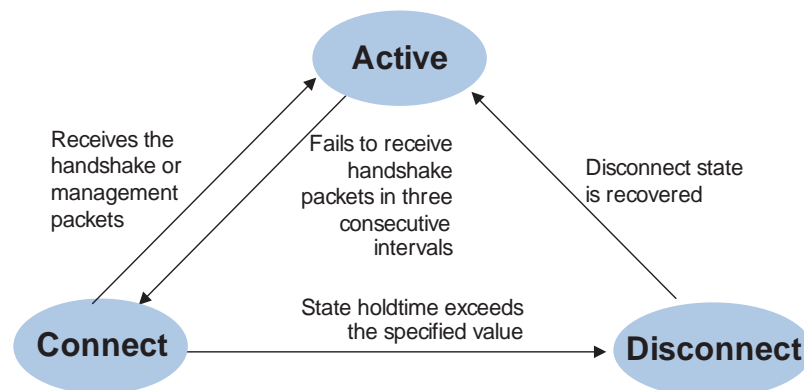 Active
Receives the
handshake or
management
packets
Fails to receive
handshake
packets in three
consecutive
intervals
Disconnect state
is recovered
State holdtime exceeds
the specified value
Connect
Disconnect